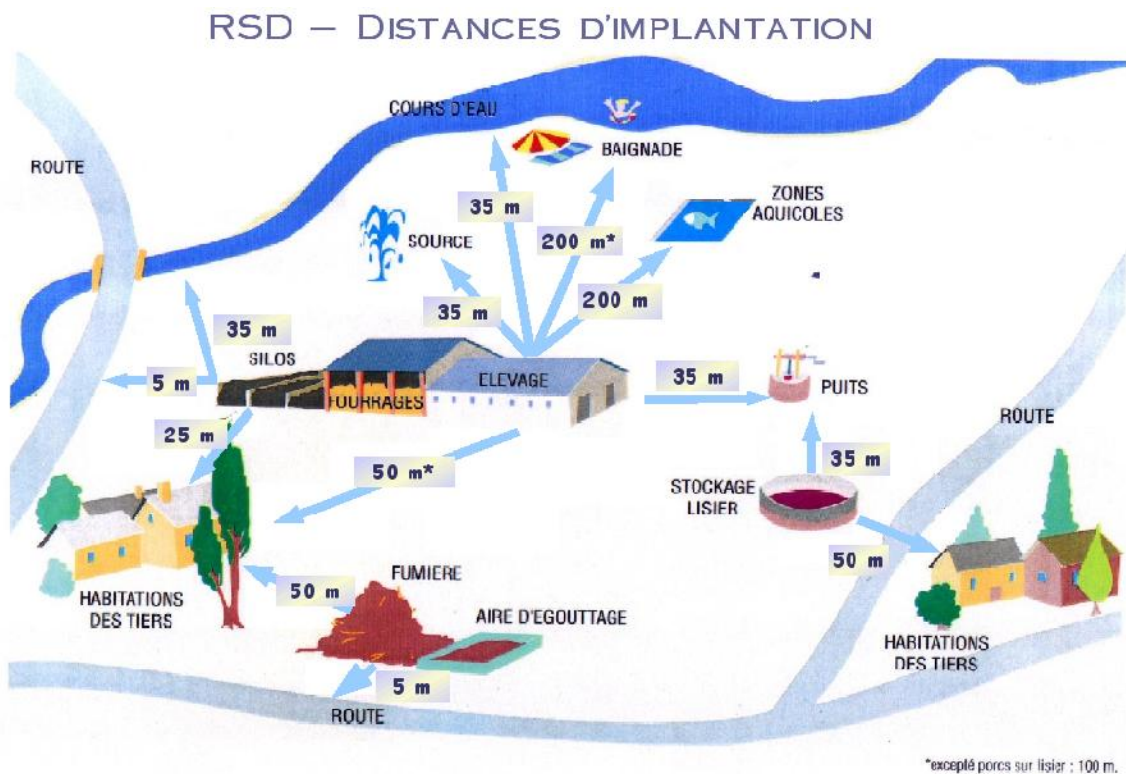 RSD – DISTANCES D'IMPLANTATION
COURS D'EAU
ROUTE
BAIGNADE
ZONES
AQUICOLES
35 m
SOURCE
200 m*
200 m
35 m
35 m
SILOS
5 m
ELEVAGE
FOURRAGES
35 m
PUITS
ROUTE
25 m
50 m*
35 m
STOCKAGE
LISIER
50 m
FUMIERE
50 m
HABITATIONS
DES TIERS
AIRE D'EGOUTTAGE
HABITATIONS
DES TIERS
5 m
ROUTE
*excepté porcs sur lisier : 100 m.